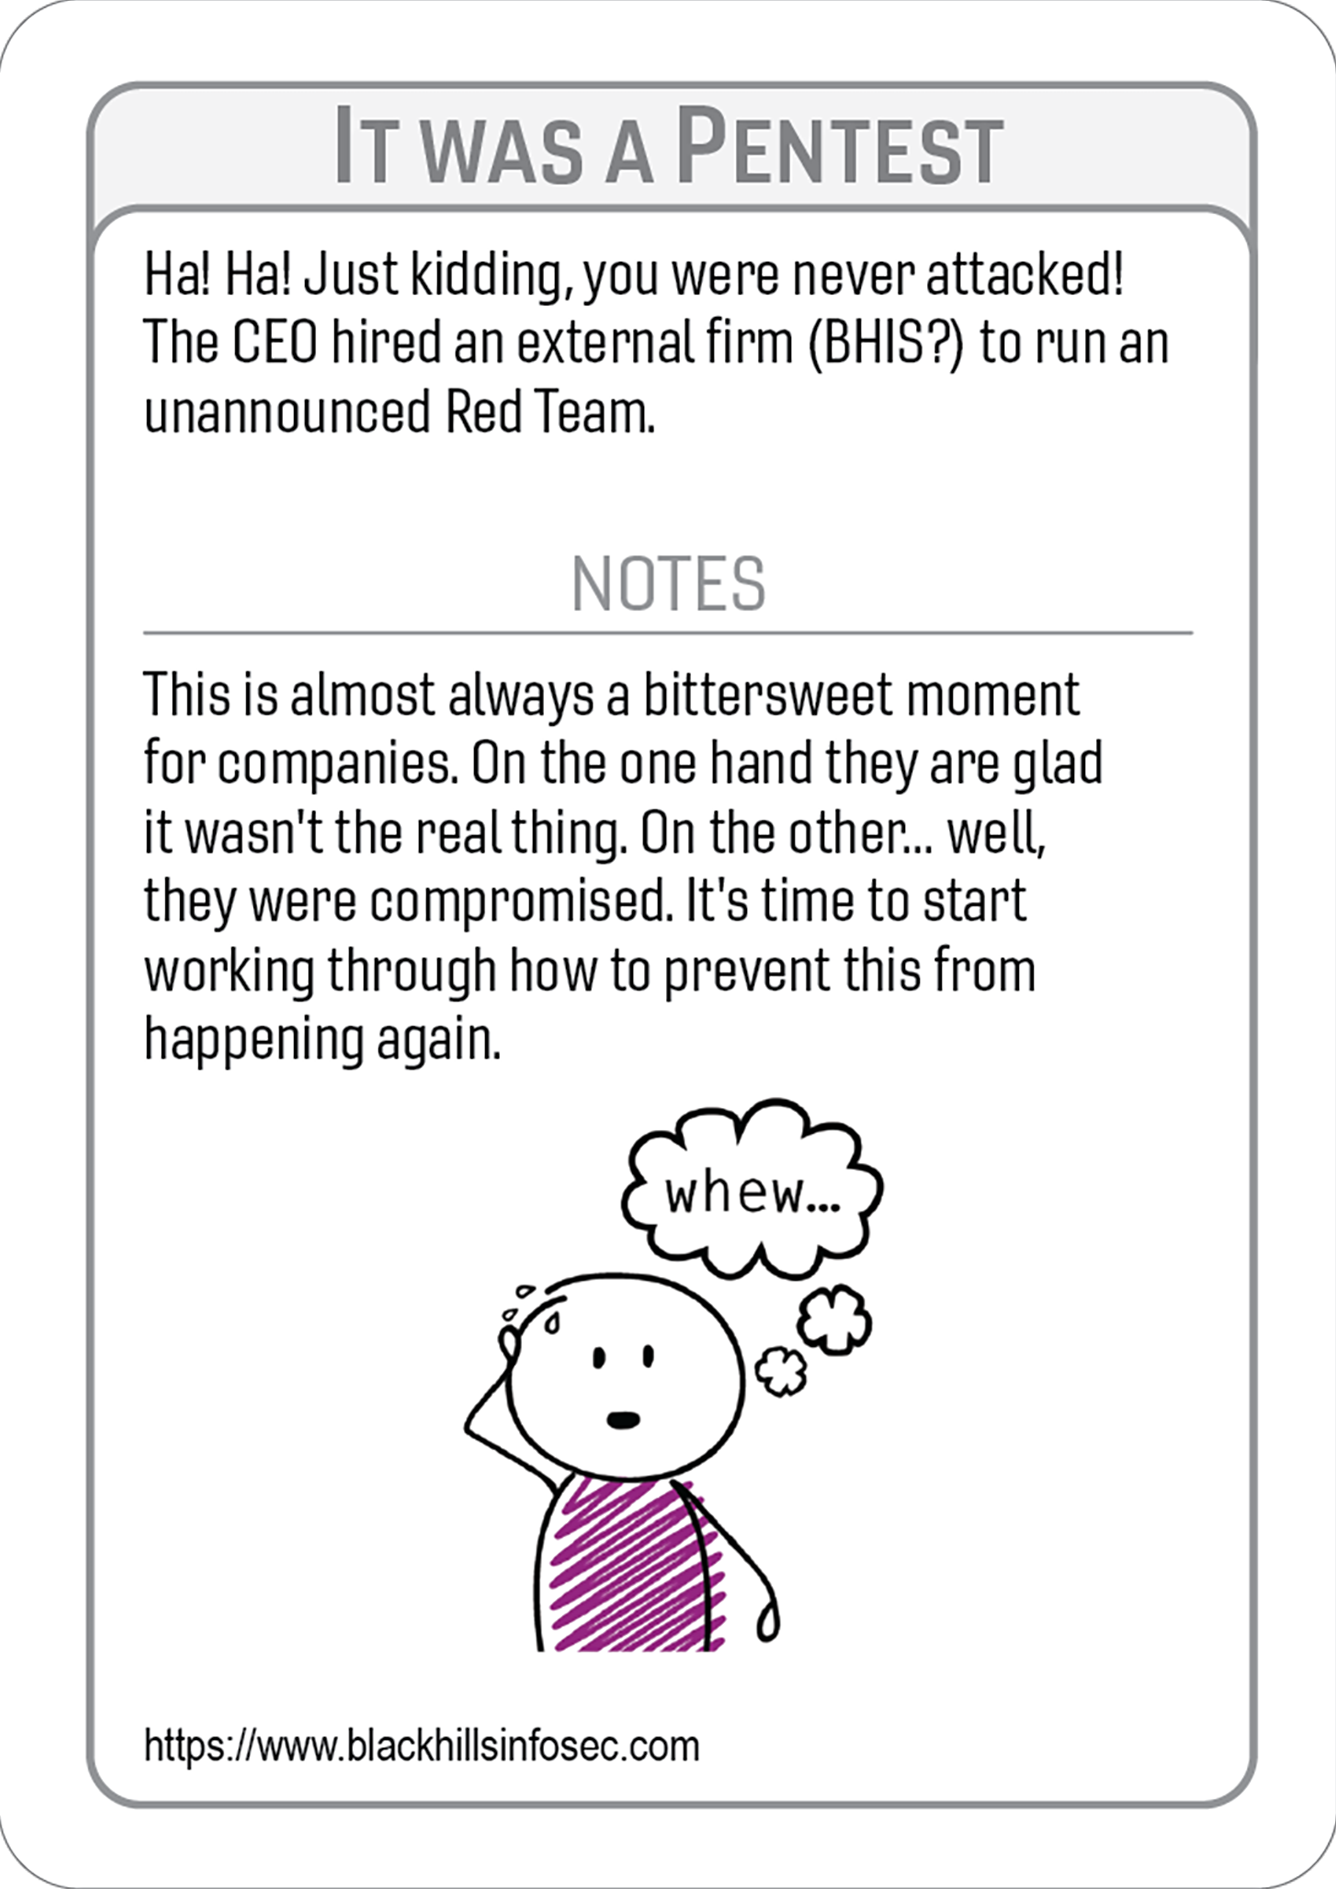 IT WAS A PENTEST
Ha! Ha! Just kidding, you were never attacked!
The CEO hired an external firm (BHIS?) to run an
unannounced Red Team.
NOTES
This is almost always a bittersweet moment
for companies. On the one hand they are glad
it wasn't the real thing. On the other... well,
they were compromised. It's time to start
working through how to prevent this from
happening again.
whew...
https://www.blackhillsinfosec.com